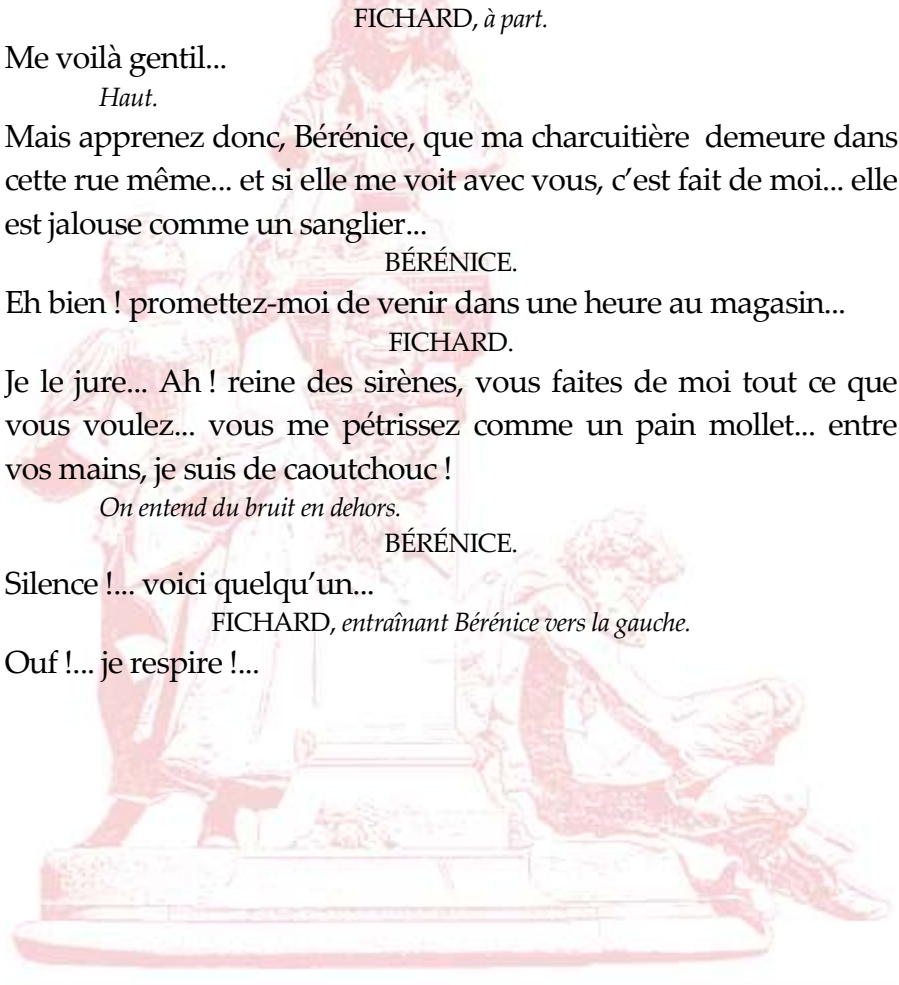 FICHARD, à part.
Me voilà gentil...
Haut.
Mais apprenez donc, Bérénice, que ma charcuitière demeure dans
cette rue même... et si elle me voit avec vous, c’est fait de moi... elle
est jalouse comme un sanglier...
BÉRÉNICE.
Eh bien ! promettez-moi de venir dans une heure au magasin...
FICHARD.
Je le jure... Ah ! reine des sirènes, vous faites de moi tout ce que
vous voulez... vous me pétrissez comme un pain mollet... entre
vos mains, je suis de caoutchouc !
On entend du bruit en dehors.
BÉRÉNICE.
Silence !... voici quelqu’un...
FICHARD, entraînant Bérénice vers la gauche.
Ouf !... je respire !...